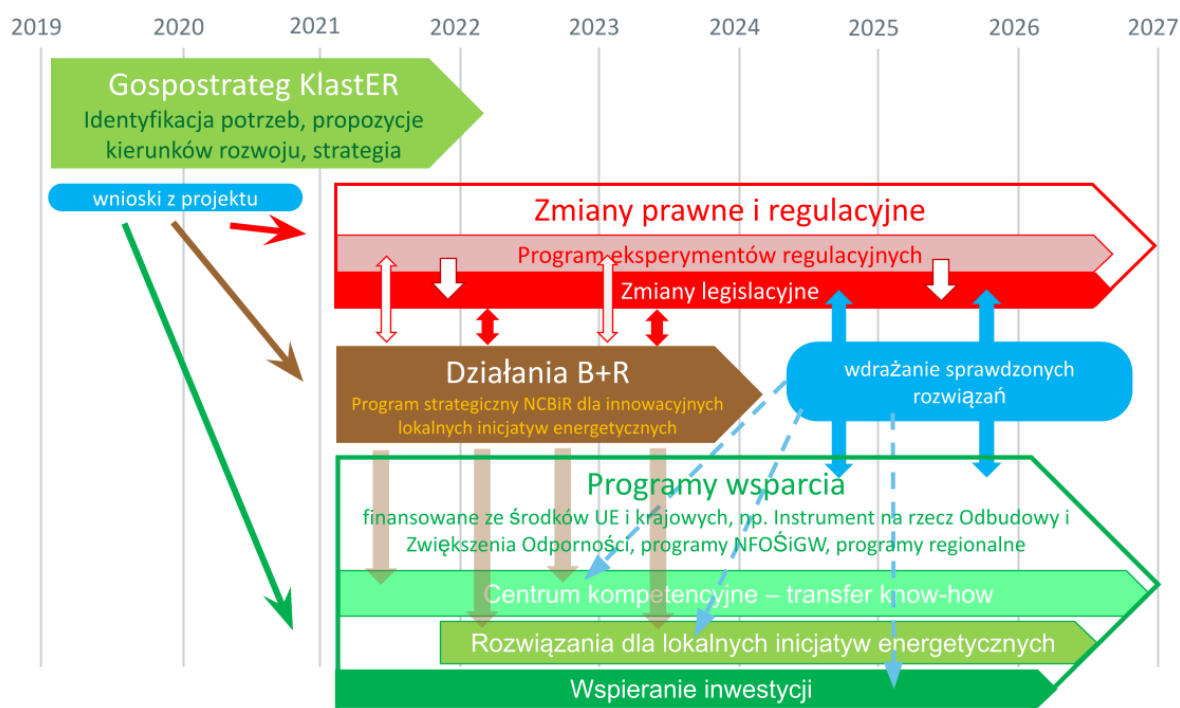 2019 2020 2021 2022 2023 2024 2025 2026 2027
Gospostrateg KlastER
Identyfikacja potrzeb, propozycje
kierunków rozwoju, strategia
wnioski z projektu
Zmiany prawne i regulacyjne
Program eksperymentów regulacyjnych
Zmiany legislacyjne
Działania B+R
Program strategiczny NCBiR dla innowacyjnych
lokalnych inicjatyw energetycznych
wdrażanie sprawdzonych
rozwiązań
Programy wsparcia
finansowane ze środków UE i krajowych, np. Instrument na rzecz Odbudowy i
Zwiększenia Odporności, programy NFOŚiGW, programy regionalne
Centrum kompetencyjne – transfer know-how
Rozwiązania dla lokalnych inicjatyw energetycznych
Wspieranie inwestycji